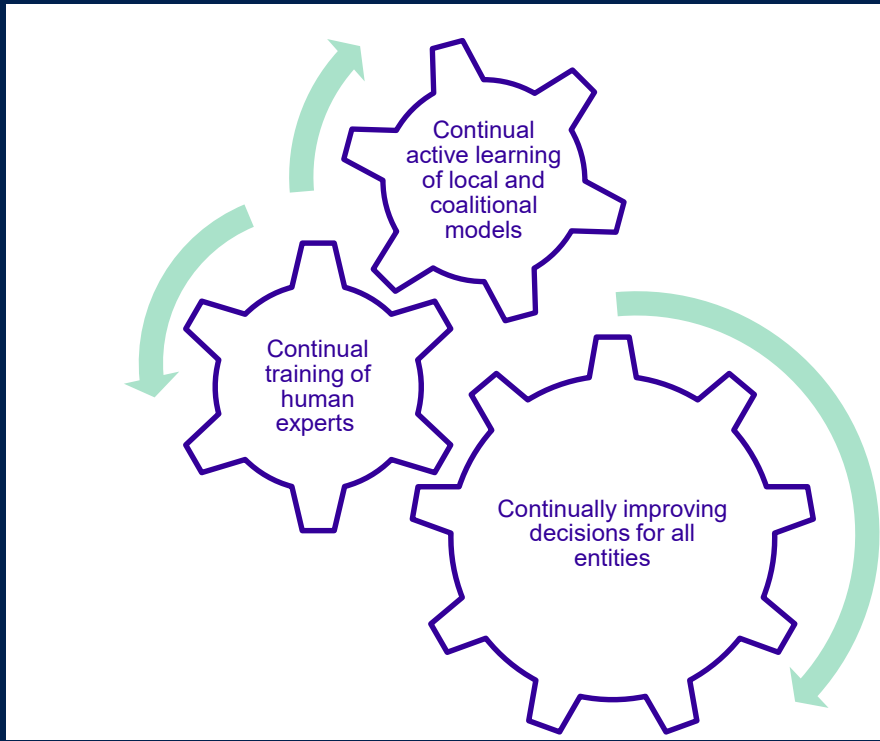 Continual
active learning
of local and
coalitional
models
Continual
training of
human
experts
Continually improving
decisions for all
entities